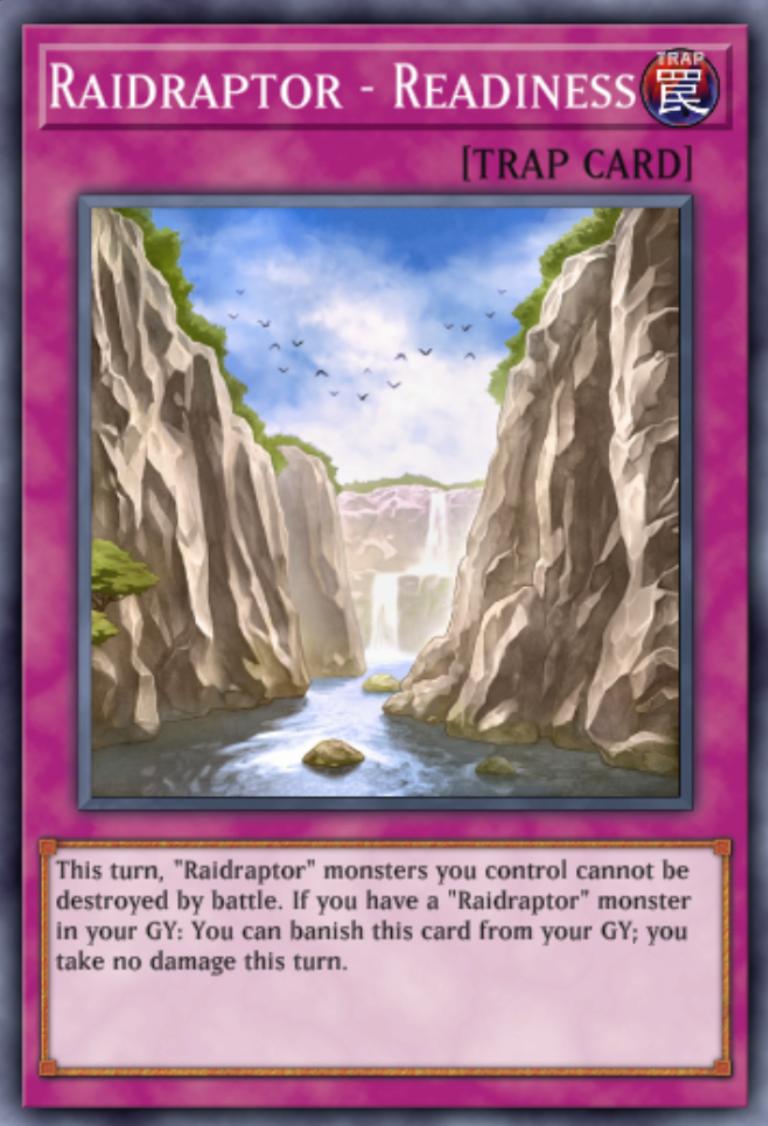 RAIDRAPTOR - READINESS
TRAP
罠
[TRAP CARD]
This turn, "Raidraptor" monsters you control cannot be
destroyed by battle. If you have a "Raidraptor" monster
in your GY: You can banish this card from your GY; you
take no damage this turn.